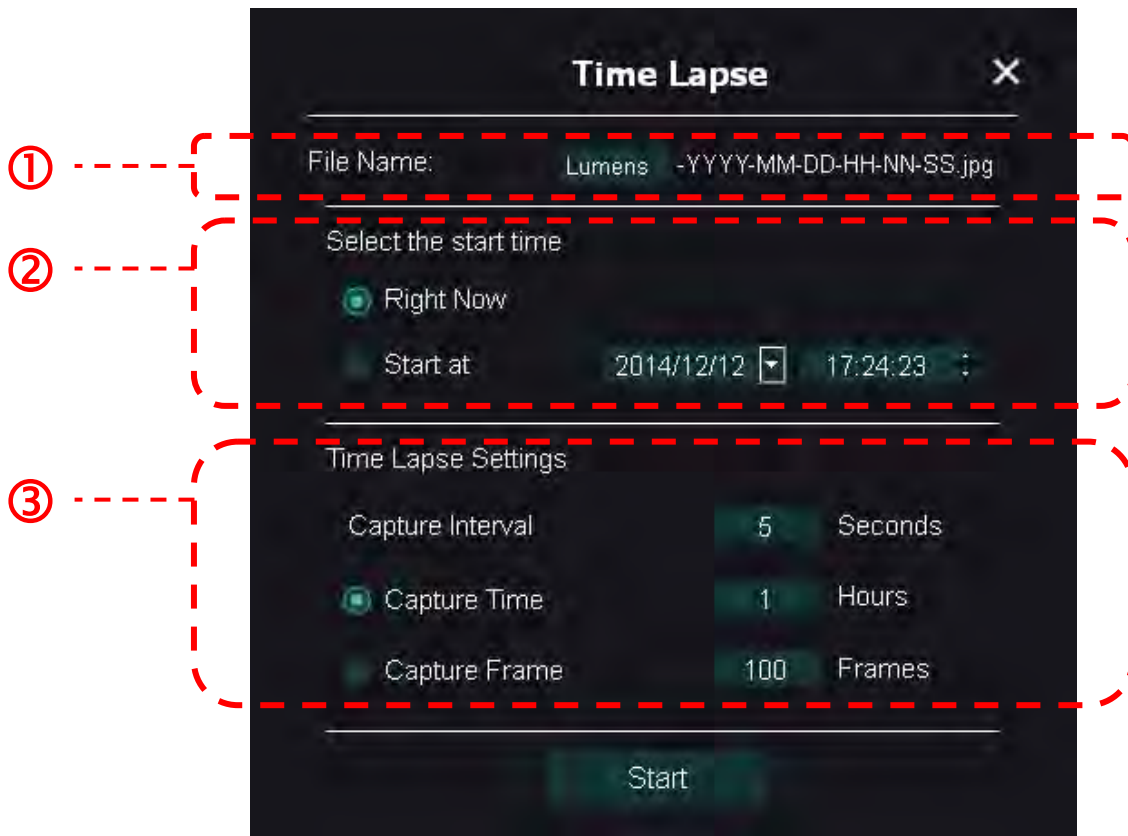 Time Lapse ×
① File Name: Lumens -YYYY-MM-DD-HH-NN-SS.jpg
② Select the start time
Right Now
Start at 2014/12/12 17:24:23
③ Time Lapse Settings
Capture Interval 5 Seconds
Capture Time 1 Hours
Capture Frame 100 Frames
Start